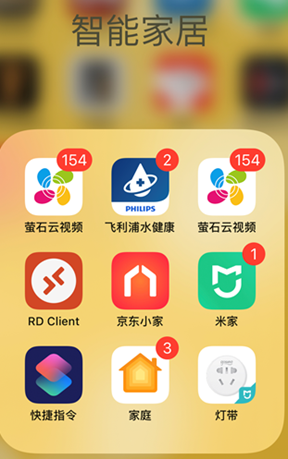 智能家居
154
2
154
PHILIPS
萤石云视频
飞利浦水健康
萤石云视频
1
RD Client
京东小家
米家
3
快捷指令
家庭
灯带